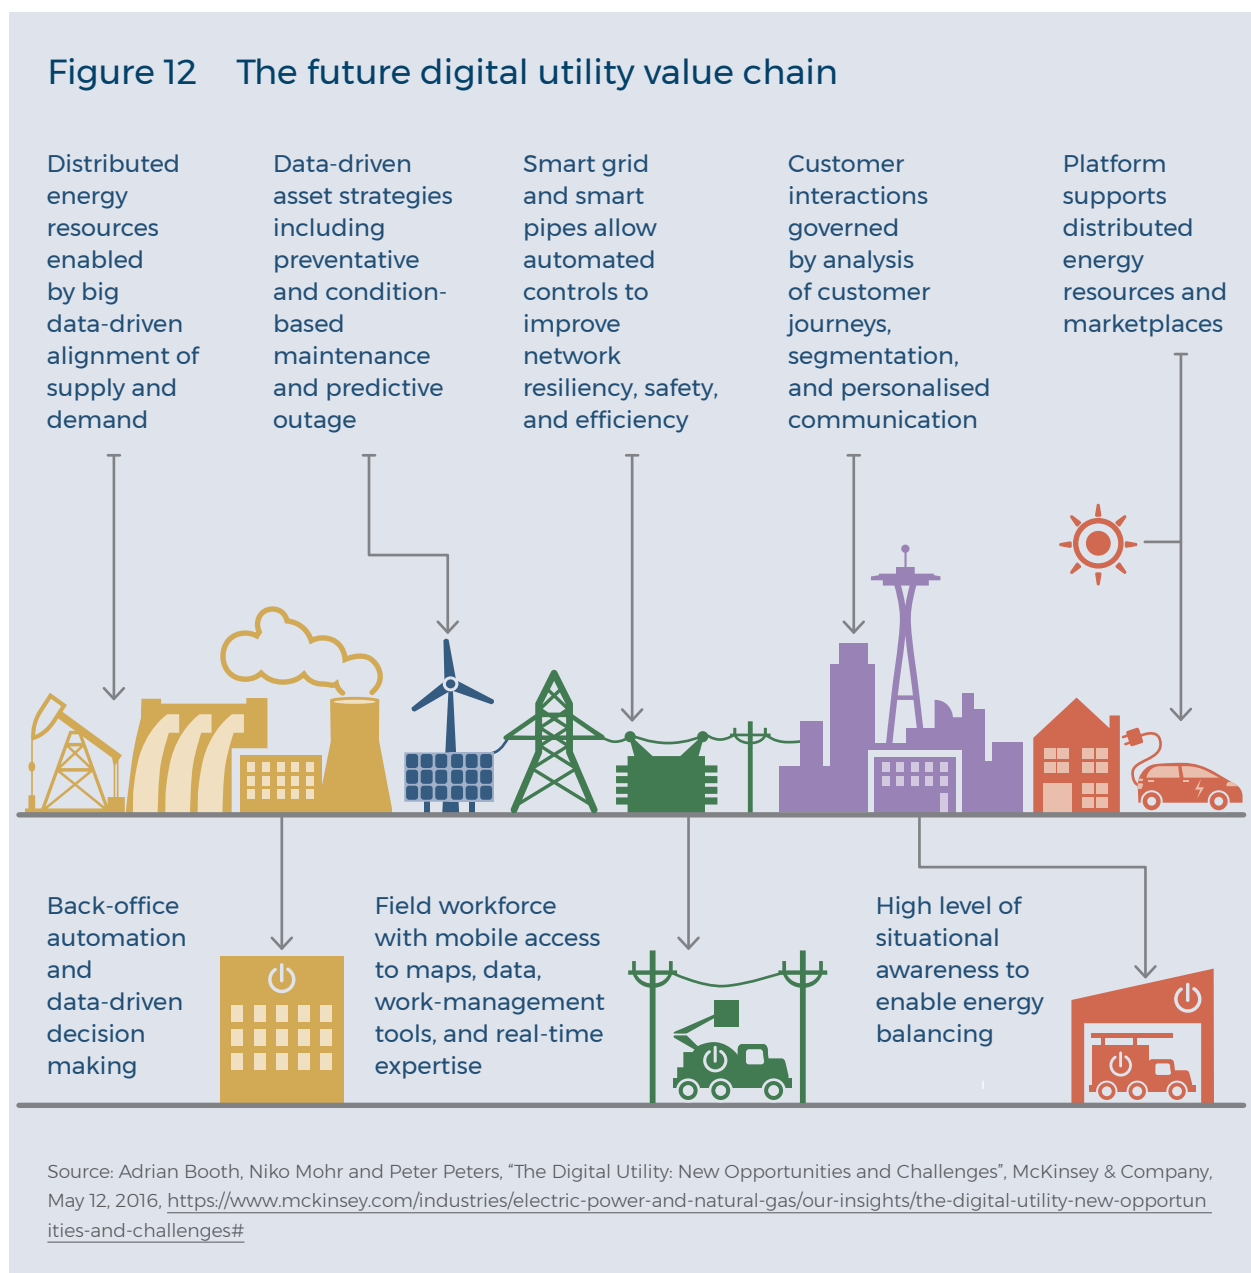 Figure 12 The future digital utility value chain
Distributed
energy
resources
enabled
by big
data-driven
alignment of
supply and
demand
Data-driven
asset strategies
including
preventative
and condition-
based
maintenance
and predictive
outage
Smart grid
and smart
pipes allow
automated
controls to
improve
network
resiliency, safety,
and efficiency
Customer
interactions
governed
by analysis
of customer
journeys,
segmentation,
and personalised
communication
Platform
supports
distributed
energy
resources and
marketplaces
Back-office
automation
and
data-driven
decision
making
Field workforce
with mobile access
to maps, data,
work-management
tools, and real-time
expertise
High level of
situational
awareness to
enable energy
balancing
Source: Adrian Booth, Niko Mohr and Peter Peters, “The Digital Utility: New Opportunities and Challenges”, McKinsey & Company,
May 12, 2016, https://www.mckinsey.com/industries/electric-power-and-natural-gas/our-insights/the-digital-utility-new-opportun
ities-and-challenges#